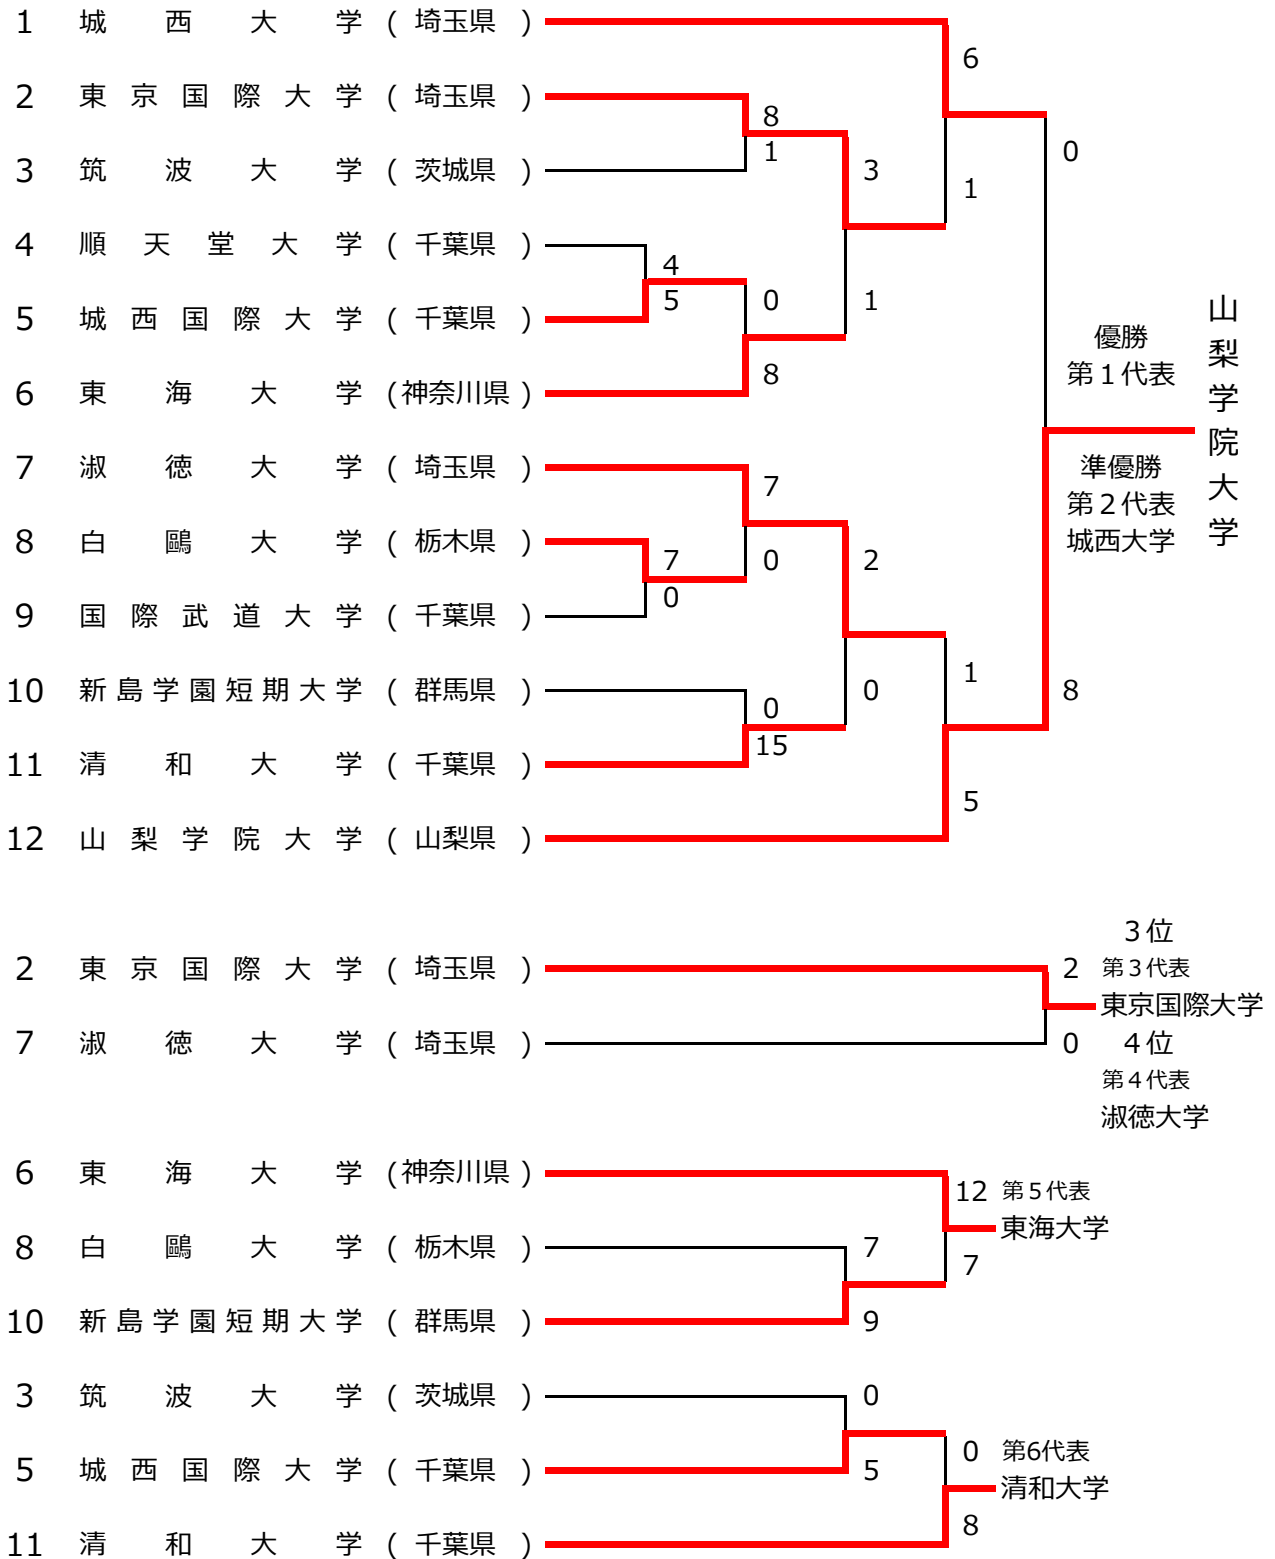 1 城西大学 ( 埼玉県 )
6
2 東京国際大学 ( 埼玉県 )
8
1
0
3 筑波大学 ( 茨城県 )
3
1
4 順天堂大学 ( 千葉県 )
4
5
0
1
5 城西国際大学 ( 千葉県 )
8
6 東海大学 ( 神奈川県 )
優勝
第１代表
山梨学院大学
準優勝
第２代表
城西大学
7 淑徳大学 ( 埼玉県 )
7
8 白鷗大学 ( 栃木県 )
7
0
0
2
9 国際武道大学 ( 千葉県 )
1
8
10 新島学園短期大学 ( 群馬県 )
0
0
15
11 清和大学 ( 千葉県 )
5
12 山梨学院大学 ( 山梨県 )
３位
2 東京国際大学 ( 埼玉県 ) 2 第３代表
東京国際大学
7 淑徳大学 ( 埼玉県 ) 0 ４位
第４代表
淑徳大学
6 東海大学 ( 神奈川県 )
12 第５代表
東海大学
8 白鷗大学 ( 栃木県 ) 7
7
10 新島学園短期大学 ( 群馬県 ) 9
3 筑波大学 ( 茨城県 ) 0
0 第6代表
5 城西国際大学 ( 千葉県 ) 5
清和大学
8
11 清和大学 ( 千葉県 )